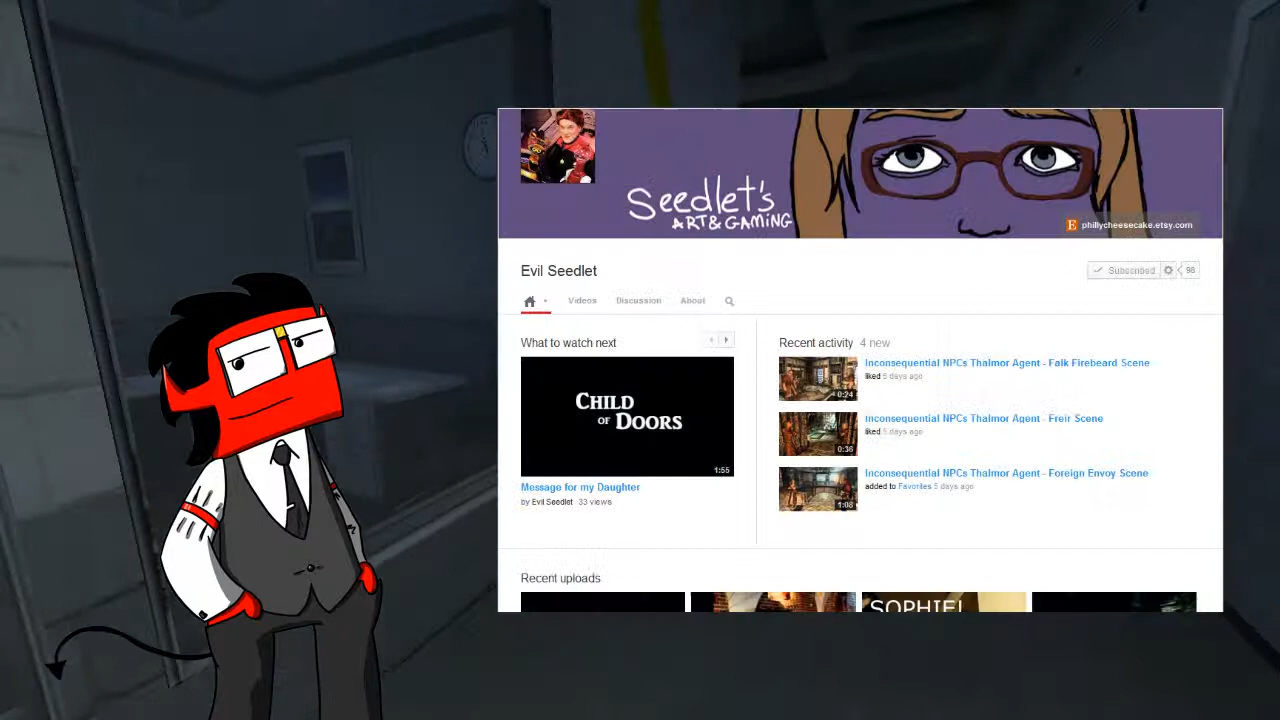 Seedlet's
ART & GAMING
phillycheesecake.etsy.com
Evil Seedlet
Subscribed 98
Videos Discussion About
What to watch next
Recent activity 4 new
CHILD
OF DOORS
1:55
Message for my Daughter
by Evil Seedlet 33 views
Inconsequential NPCs Thalmor Agent - Falk Firebeard Scene
liked 5 days ago
0:24
Inconsequential NPCs Thalmor Agent - Freir Scene
liked 5 days ago
0:36
Inconsequential NPCs Thalmor Agent - Foreign Envoy Scene
added to Favorites 5 days ago
1:08
Recent uploads